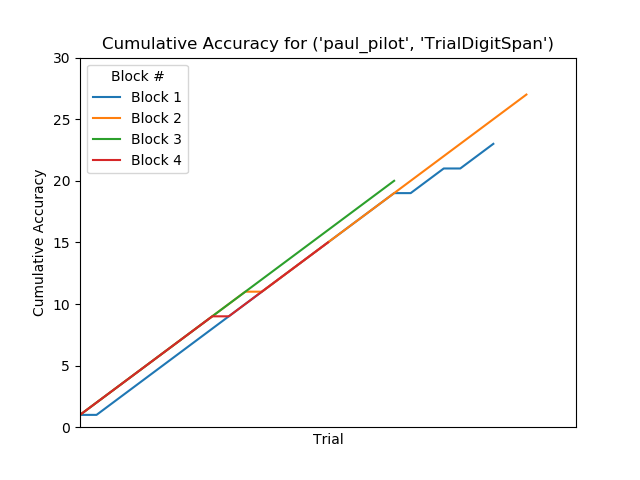 Cumulative Accuracy for ('paul_pilot', 'TrialDigitSpan')
Block #
Block 1
Block 2
Block 3
Block 4
30
25
20
15
10
5
0
Cumulative Accuracy
Trial